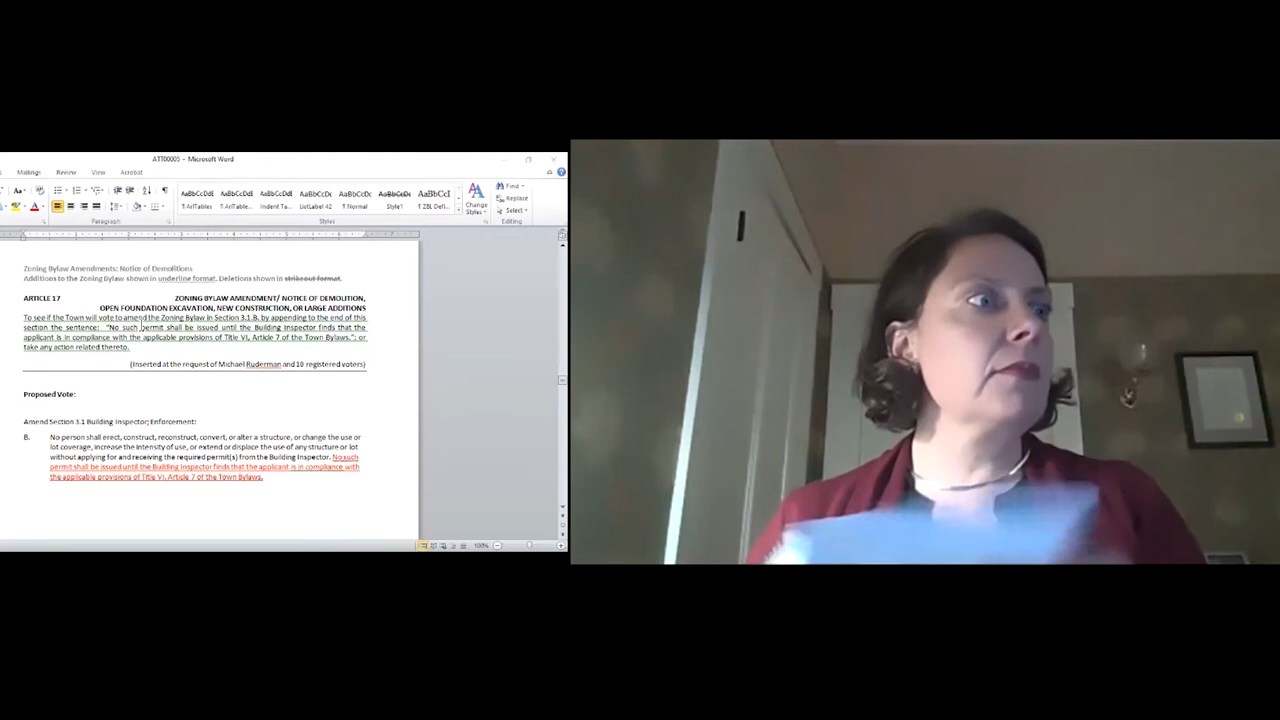 ATT00005 - Microsoft Word
Mailings Review View Acrobat
Aa
Find
Replace
Select
AaBbCcDdE AaBbCcDdE AaBbCcDdE AaBbCcDc AaBbCcDc AaBbCcDc AaBbCcI
¶ ArlTables ¶ ArlTable... Indent Ta... ListLabel 42 ¶ Normal Style1 ¶ ZBL Defi...
Change
Styles
Paragraph Styles Editing
Zoning Bylaw Amendments: Notice of Demolitions
Additions to the Zoning Bylaw shown in underline format. Deletions shown in strikeout format.
ARTICLE 17 ZONING BYLAW AMENDMENT/ NOTICE OF DEMOLITION,
OPEN FOUNDATION EXCAVATION, NEW CONSTRUCTION, OR LARGE ADDITIONS
To see if the Town will vote to amend the Zoning Bylaw in Section 3.1.B. by appending to the end of this
section the sentence: "No such permit shall be issued until the Building Inspector finds that the
applicant is in compliance with the applicable provisions of Title VI, Article 7 of the Town Bylaws."; or
take any action related thereto.
(Inserted at the request of Michael Ruderman and 10 registered voters)
Proposed Vote:
Amend Section 3.1 Building Inspector; Enforcement:
B. No person shall erect, construct, reconstruct, convert, or alter a structure, or change the use or
lot coverage, increase the intensity of use, or extend or displace the use of any structure or lot
without applying for and receiving the required permit(s) from the Building Inspector. No such
permit shall be issued until the Building Inspector finds that the applicant is in compliance with
the applicable provisions of Title VI, Article 7 of the Town Bylaws.
100%